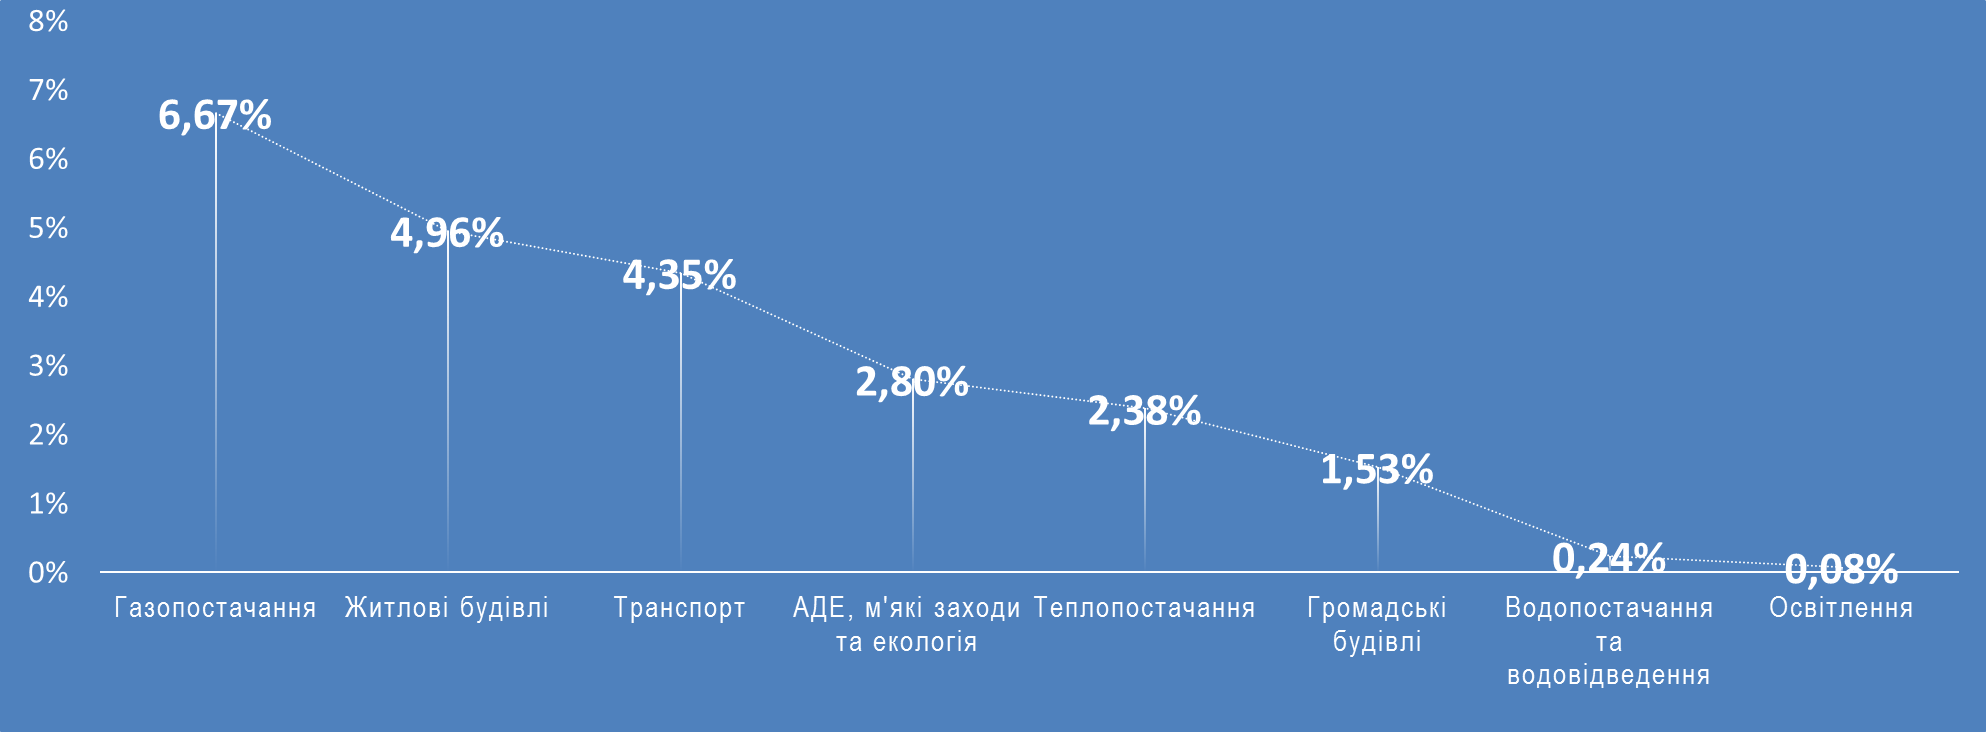 8%
7%
6%
5%
4%
3%
2%
1%
0%
6,67%
4,96%
4,35%
2,80%
2,38%
1,53%
0,24%
0,08%
Газопостачання
Житлові будівлі
Транспорт
АДЕ, м'які заходи
та екологія
Теплопостачання
Громадські
будівлі
Водопостачання
та
водовідведення
Освітлення